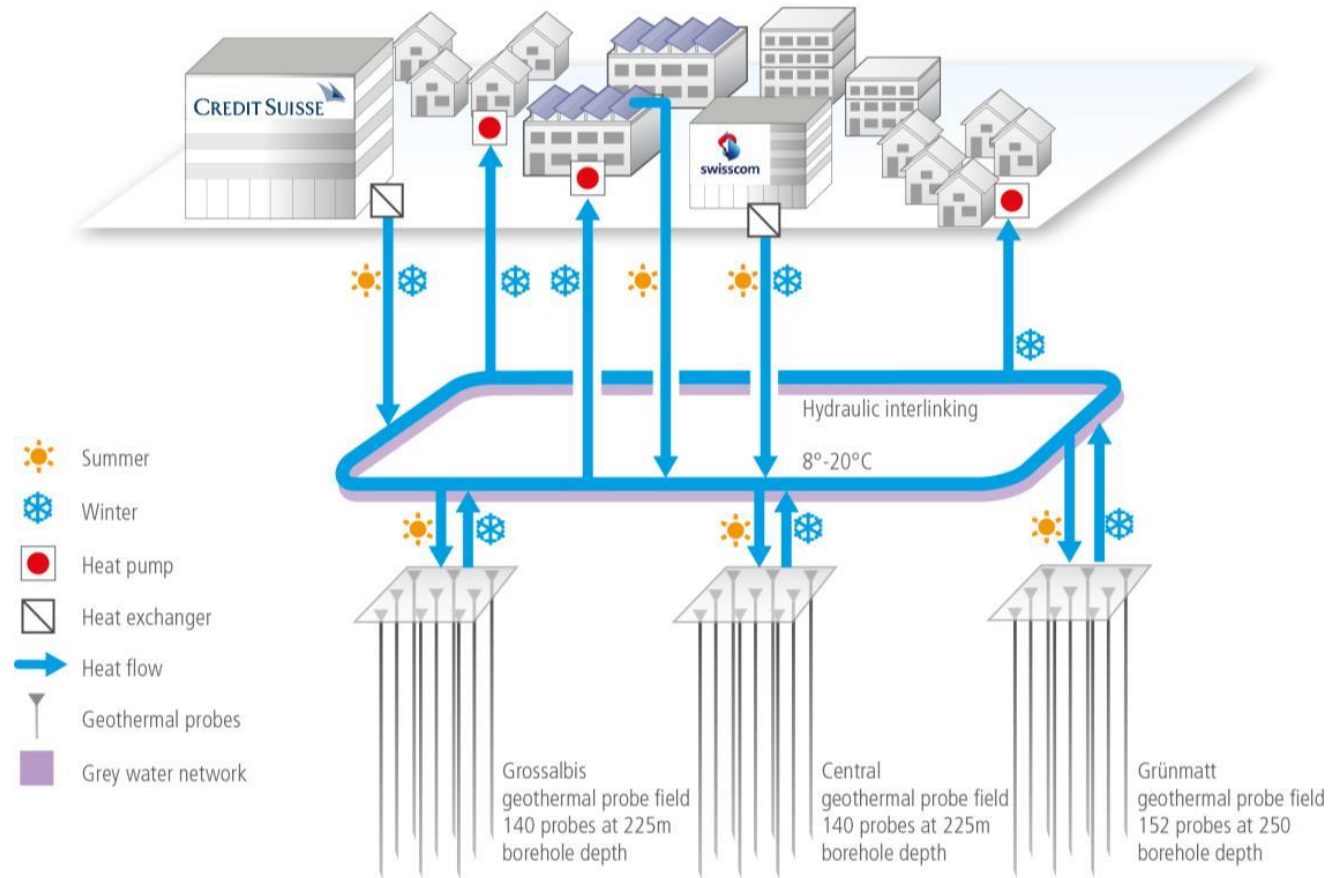 CREDIT SUISSE
swisscom
Hydraulic interlinking
8°-20°C
Summer
Winter
Heat pump
Heat exchanger
Heat flow
Geothermal probes
Grey water network
Grossalbis
geothermal probe field
140 probes at 225m
borehole depth
Central
geothermal probe field
140 probes at 225m
borehole depth
Grünmatt
geothermal probe field
152 probes at 250
borehole depth